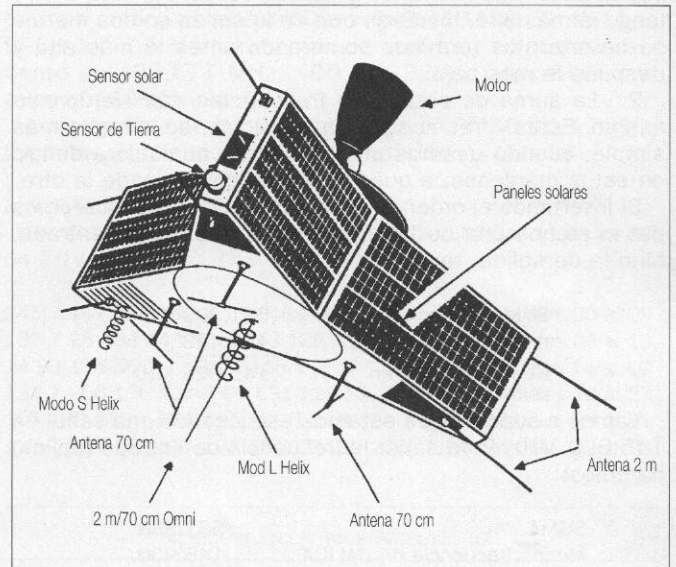 Sensor solar
Motor
Sensor de Tierra
Paneles solares
Modo S Helix
Antena 70 cm
Mod L Helix
Antena 2 m
2 m/70 cm Omni
Antena 70 cm